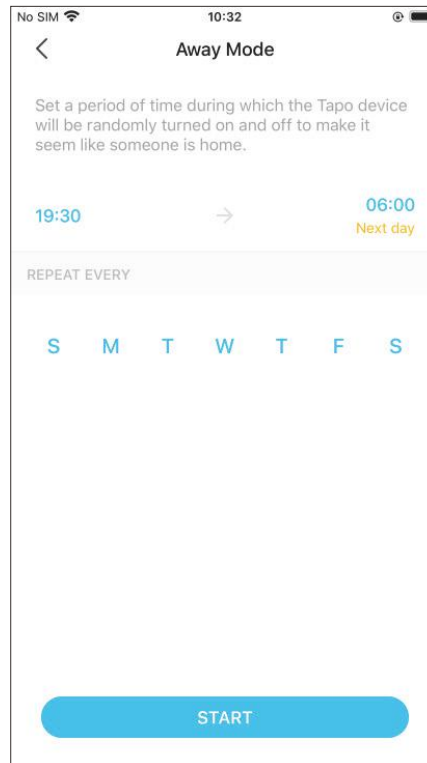 No SIM 10:32
Away Mode
Set a period of time during which the Tapo device
will be randomly turned on and off to make it
seem like someone is home.
19:30 → 06:00
Next day
REPEAT EVERY
S M T W T F S
START